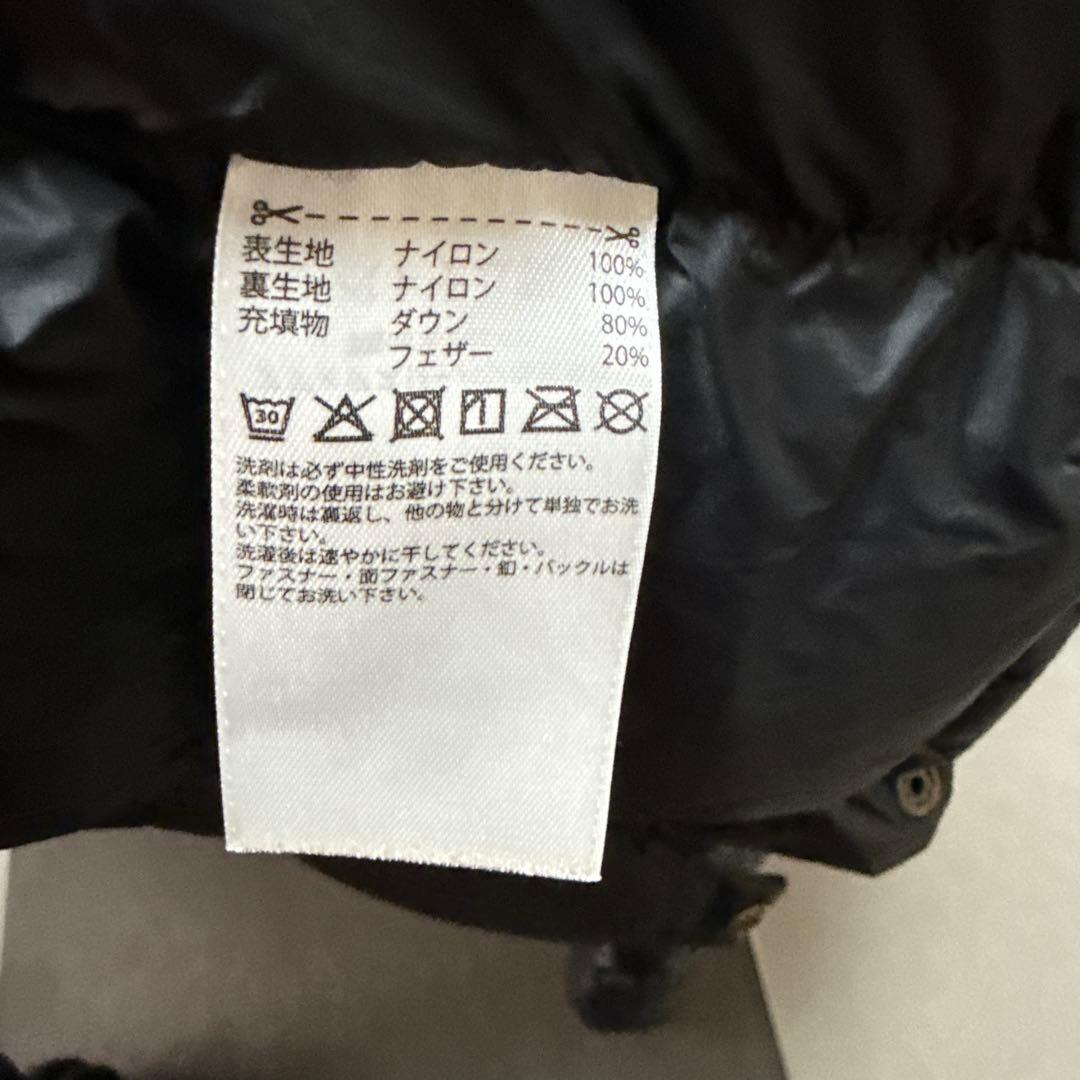 表生地 ナイロン 100%
裏生地 ナイロン 100%
充填物 ダウン 80%
フェザー 20%
30
洗剤は必ず中性洗剤をご使用ください。
柔軟剤の使用はお避け下さい。
洗濯時は裏返し、他の物と分けて単独でお洗
い下さい。
洗濯後は速やかに干してください。
ファスナー・面ファスナー・釦・バックルは
閉じてお洗い下さい。